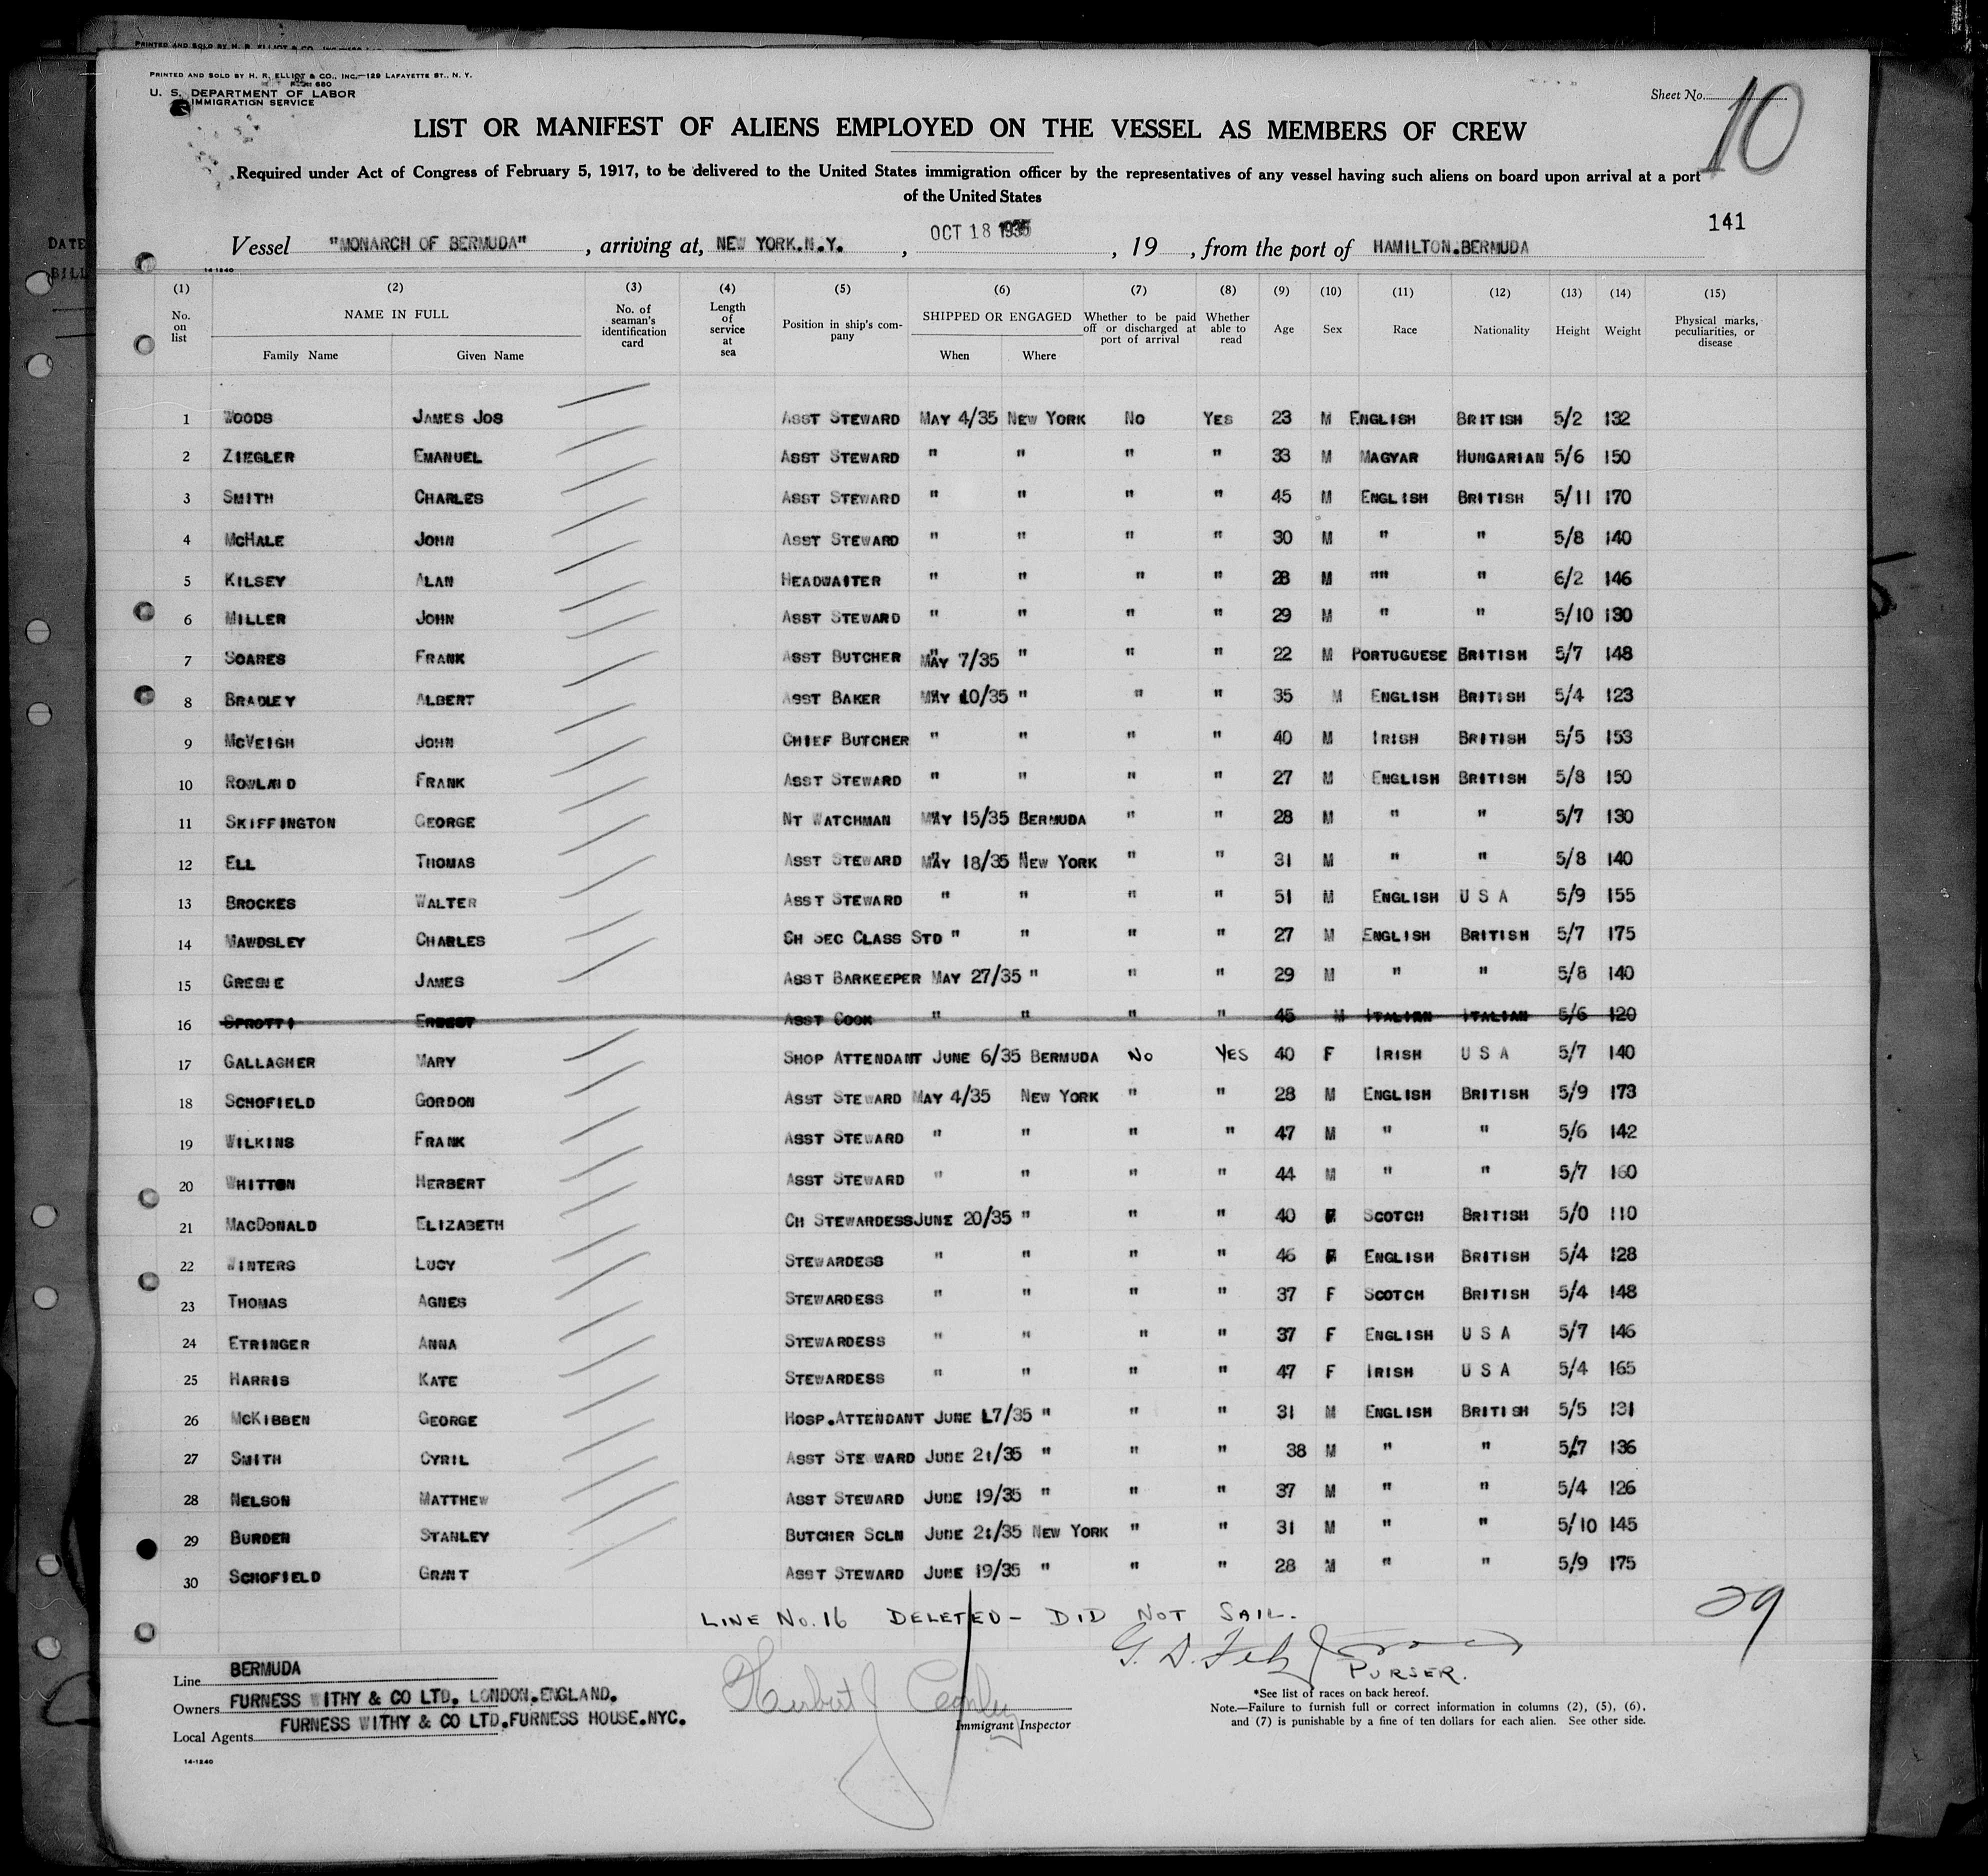 PRINTED AND SOLD BY H. R. ELLIOT & CO., INC.—129 LAFAYETTE ST., N. Y.
U. S. DEPARTMENT OF LABOR
IMMIGRATION SERVICE
Sheet No. 10
LIST OR MANIFEST OF ALIENS EMPLOYED ON THE VESSEL AS MEMBERS OF CREW
Required under Act of Congress of February 5, 1917, to be delivered to the United States immigration officer by the representatives of any vessel having such aliens on board upon arrival at a port
of the United States
141
Vessel "MONARCH OF BERMUDA", arriving at, NEW YORK.N.Y., OCT 18 1935, 19 , from the port of HAMILTON.BERMUDA
14-1240
(1) (2) (3) (4) (5) (6) (7) (8) (9) (10) (11) (12) (13) (14) (15)
No. on list NAME IN FULL Family Name Given Name No. of seaman's identification card Length of service at sea Position in ship's company SHIPPED OR ENGAGED When Where Whether to be paid off or discharged at port of arrival Whether able to read Age Sex Race Nationality Height Weight Physical marks, peculiarities, or disease
1 WOODS JAMES JOS ASST STEWARD MAY 4/35 NEW YORK NO YES 23 M ENGLISH BRITISH 5/2 132
2 ZIEGLER EMANUEL ASST STEWARD " " " " 33 M MAGYAR HUNGARIAN 5/6 150
3 SMITH CHARLES ASST STEWARD " " " " 45 M ENGLISH BRITISH 5/11 170
4 MCHALE JOHN ASST STEWARD " " " " 30 M " " 5/8 140
5 KILSEY ALAN HEADWAITER " " " " 28 M "" " 6/2 146
6 MILLER JOHN ASST STEWARD " " " " 29 M " " 5/10 130
7 SOARES FRANK ASST BUTCHER MAY 7/35 " " " 22 M PORTUGUESE BRITISH 5/7 148
8 BRADLEY ALBERT ASST BAKER MAY 10/35 " " " 35 M ENGLISH BRITISH 5/4 123
9 MCVEIGH JOHN CHIEF BUTCHER " " " " 40 M IRISH BRITISH 5/5 153
10 ROWLAND FRANK ASST STEWARD " " " " 27 M ENGLISH BRITISH 5/8 150
11 SKIFFINGTON GEORGE NT WATCHMAN MAY 15/35 BERMUDA " " 28 M " " 5/7 130
12 ELL THOMAS ASST STEWARD MAY 18/35 NEW YORK " " 31 M " " 5/8 140
13 BROCKES WALTER ASST STEWARD " " " " 51 M ENGLISH U S A 5/9 155
14 MAWDSLEY CHARLES CH SEC CLASS STD " " " " 27 M ENGLISH BRITISH 5/7 175
15 GREENE JAMES ASST BARKEEPER MAY 27/35 " " " 29 M " " 5/8 140
16 SPROTTI ERNEST ASST COOK " " " " 45 M ITALIAN ITALIAN 5/6 120
17 GALLAGHER MARY SHOP ATTENDANT JUNE 6/35 BERMUDA NO YES 40 F IRISH U S A 5/7 140
18 SCHOFIELD GORDON ASST STEWARD MAY 4/35 NEW YORK " " 28 M ENGLISH BRITISH 5/9 173
19 WILKINS FRANK ASST STEWARD " " " " 47 M " " 5/6 142
20 WHITTON HERBERT ASST STEWARD " " " " 44 M " " 5/7 160
21 MACDONALD ELIZABETH CH STEWARDESS JUNE 20/35 " " " 40 F SCOTCH BRITISH 5/0 110
22 WINTERS LUCY STEWARDESS " " " " 46 F ENGLISH BRITISH 5/4 128
23 THOMAS AGNES STEWARDESS " " " " 37 F SCOTCH BRITISH 5/4 148
24 ETRINGER ANNA STEWARDESS " " " " 37 F ENGLISH U S A 5/7 146
25 HARRIS KATE STEWARDESS " " " " 47 F IRISH U S A 5/4 165
26 MCKIBBEN GEORGE HOSP.ATTENDANT JUNE L7/35 " " " 31 M ENGLISH BRITISH 5/5 131
27 SMITH CYRIL ASST STEWARD JUNE 21/35 " " " 38 M " " 5/7 136
28 NELSON MATTHEW ASST STEWARD JUNE 19/35 " " " 37 M " " 5/4 126
29 BURDEN STANLEY BUTCHER SCLN JUNE 21/35 NEW YORK " " 31 M " " 5/10 145
30 SCHOFIELD GRANT ASST STEWARD JUNE 19/35 " " " 28 M " " 5/9 175
LINE NO. 16 DELETED - DID NOT SAIL.
29
PURSER.
Line BERMUDA
Owners FURNESS WITHY & CO LTD. LONDON.ENGLAND.
Local Agents FURNESS WITHY & CO LTD.FURNESS HOUSE.NYC.
Herbert J
Immigrant Inspector
*See list of races on back hereof.
Note.—Failure to furnish full or correct information in columns (2), (5), (6),
and (7) is punishable by a fine of ten dollars for each alien. See other side.
14-1240